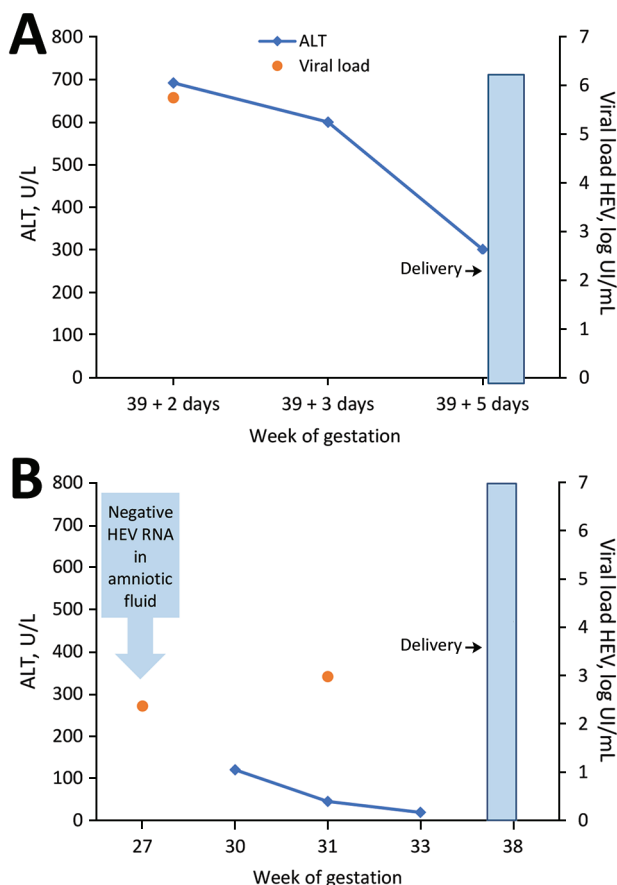 A
800
700
600
500
400
300
200
100
0
ALT, U/L
ALT
Viral load
Delivery
7
6
5
4
3
2
1
0
Viral load HEV, log UI/mL
39 + 2 days
39 + 3 days
39 + 5 days
Week of gestation
B
800
700
600
500
400
300
200
100
0
ALT, U/L
Negative
HEV RNA
in
amniotic
fluid
Delivery
7
6
5
4
3
2
1
0
Viral load HEV, log UI/mL
27
30
31
33
38
Week of gestation